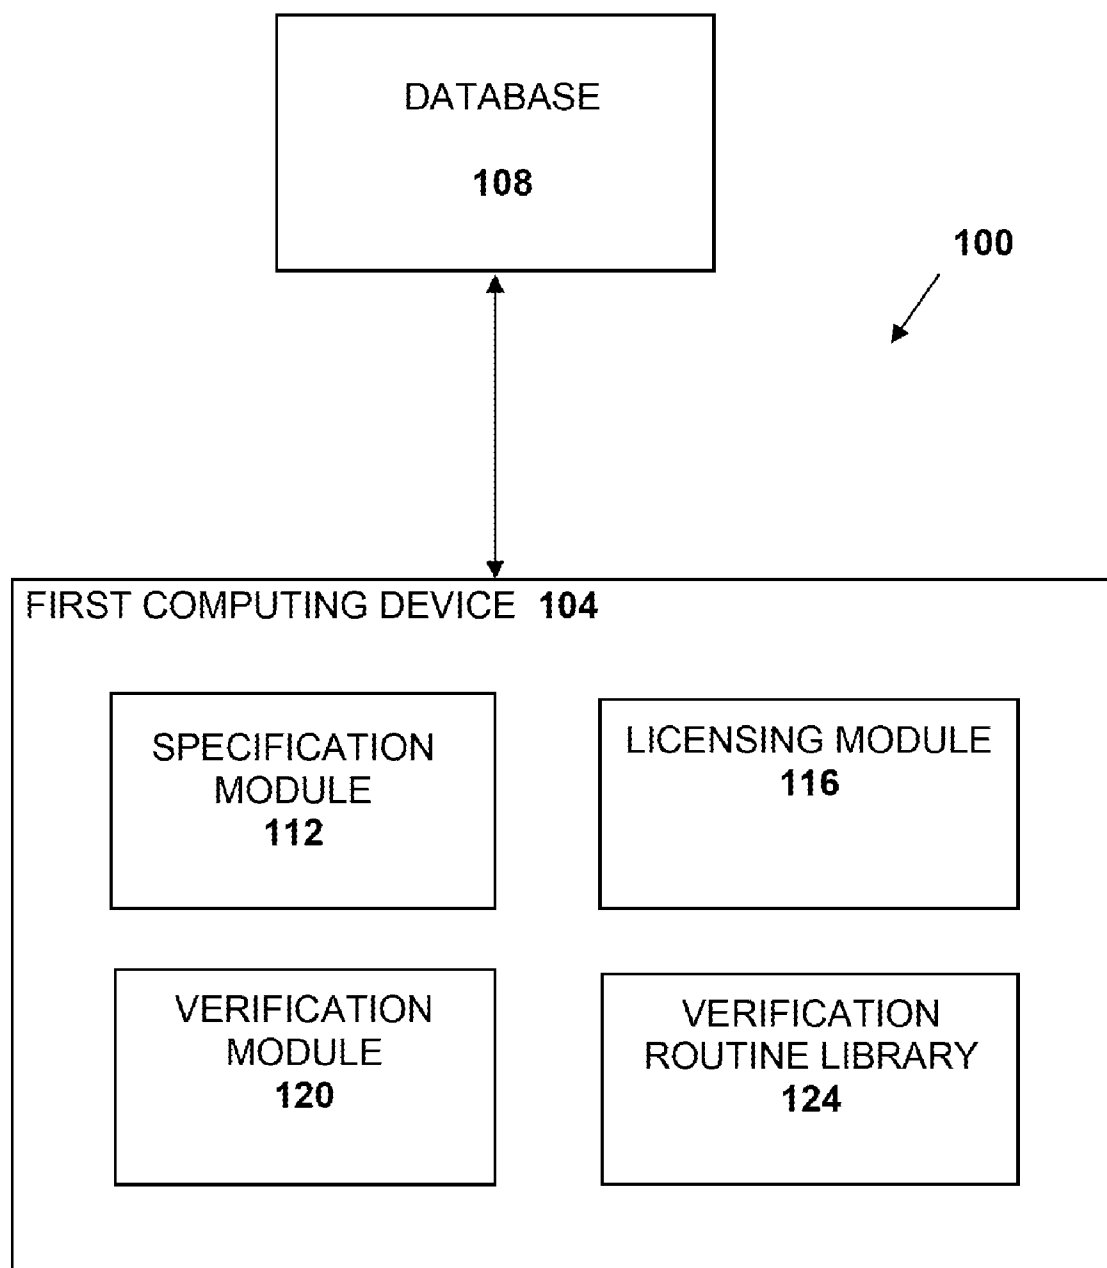 DATABASE
108
100
FIRST COMPUTING DEVICE 104
SPECIFICATION
MODULE
112
LICENSING MODULE
116
VERIFICATION
MODULE
120
VERIFICATION
ROUTINE LIBRARY
124